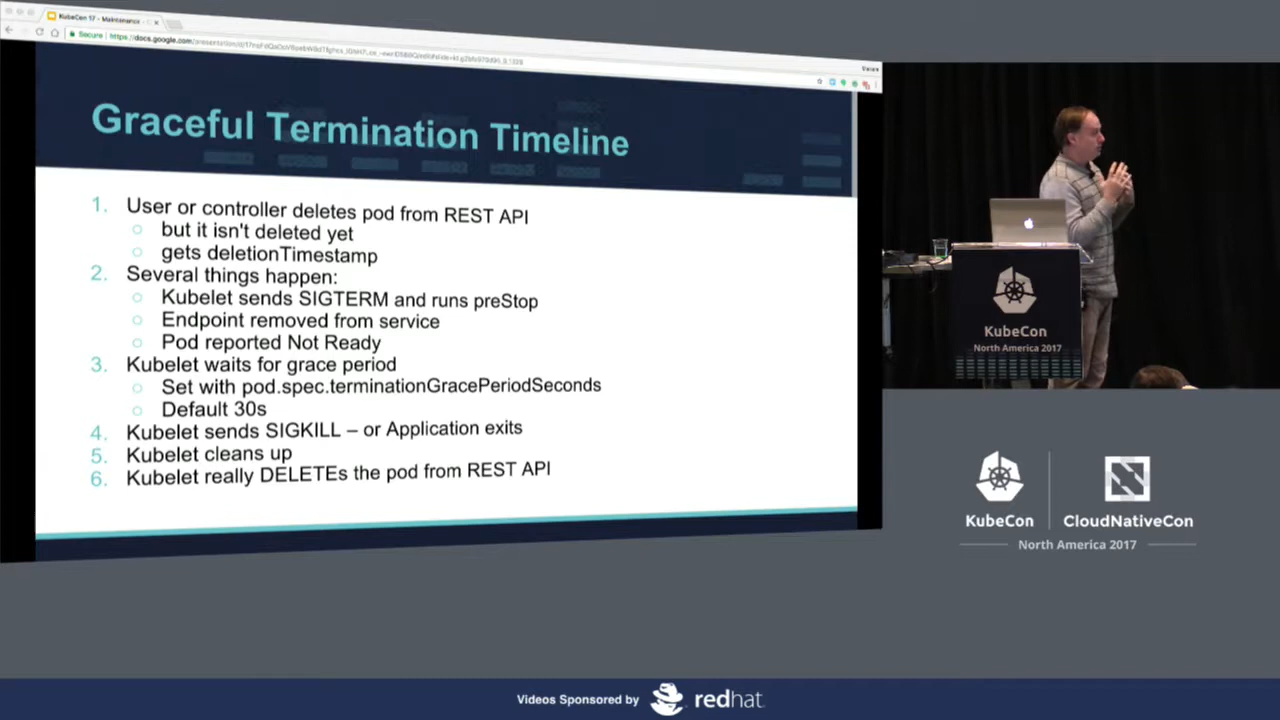 KubeCon 17 - Maintenance
Secure
Graceful Termination Timeline
1. User or controller deletes pod from REST API
○ but it isn't deleted yet
○ gets deletionTimestamp
2. Several things happen:
○ Kubelet sends SIGTERM and runs preStop
○ Endpoint removed from service
○ Pod reported Not Ready
3. Kubelet waits for grace period
○ Set with pod.spec.terminationGracePeriodSeconds
○ Default 30s
4. Kubelet sends SIGKILL – or Application exits
5. Kubelet cleans up
6. Kubelet really DELETEs the pod from REST API
KubeCon
North America 2017
KubeCon
CloudNativeCon
North America 2017
Videos Sponsored by
redhat